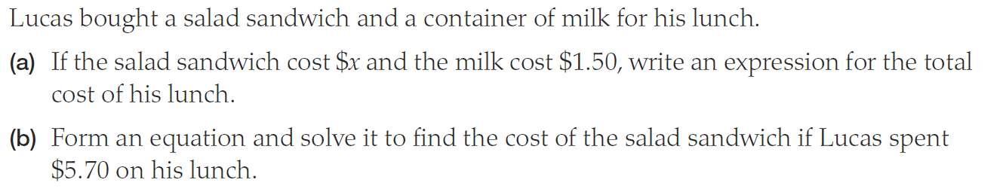 Lucas bought a salad sandwich and a container of milk for his lunch.
(a) If the salad sandwich cost $x and the milk cost $1.50, write an expression for the total
cost of his lunch.
(b) Form an equation and solve it to find the cost of the salad sandwich if Lucas spent
$5.70 on his lunch.